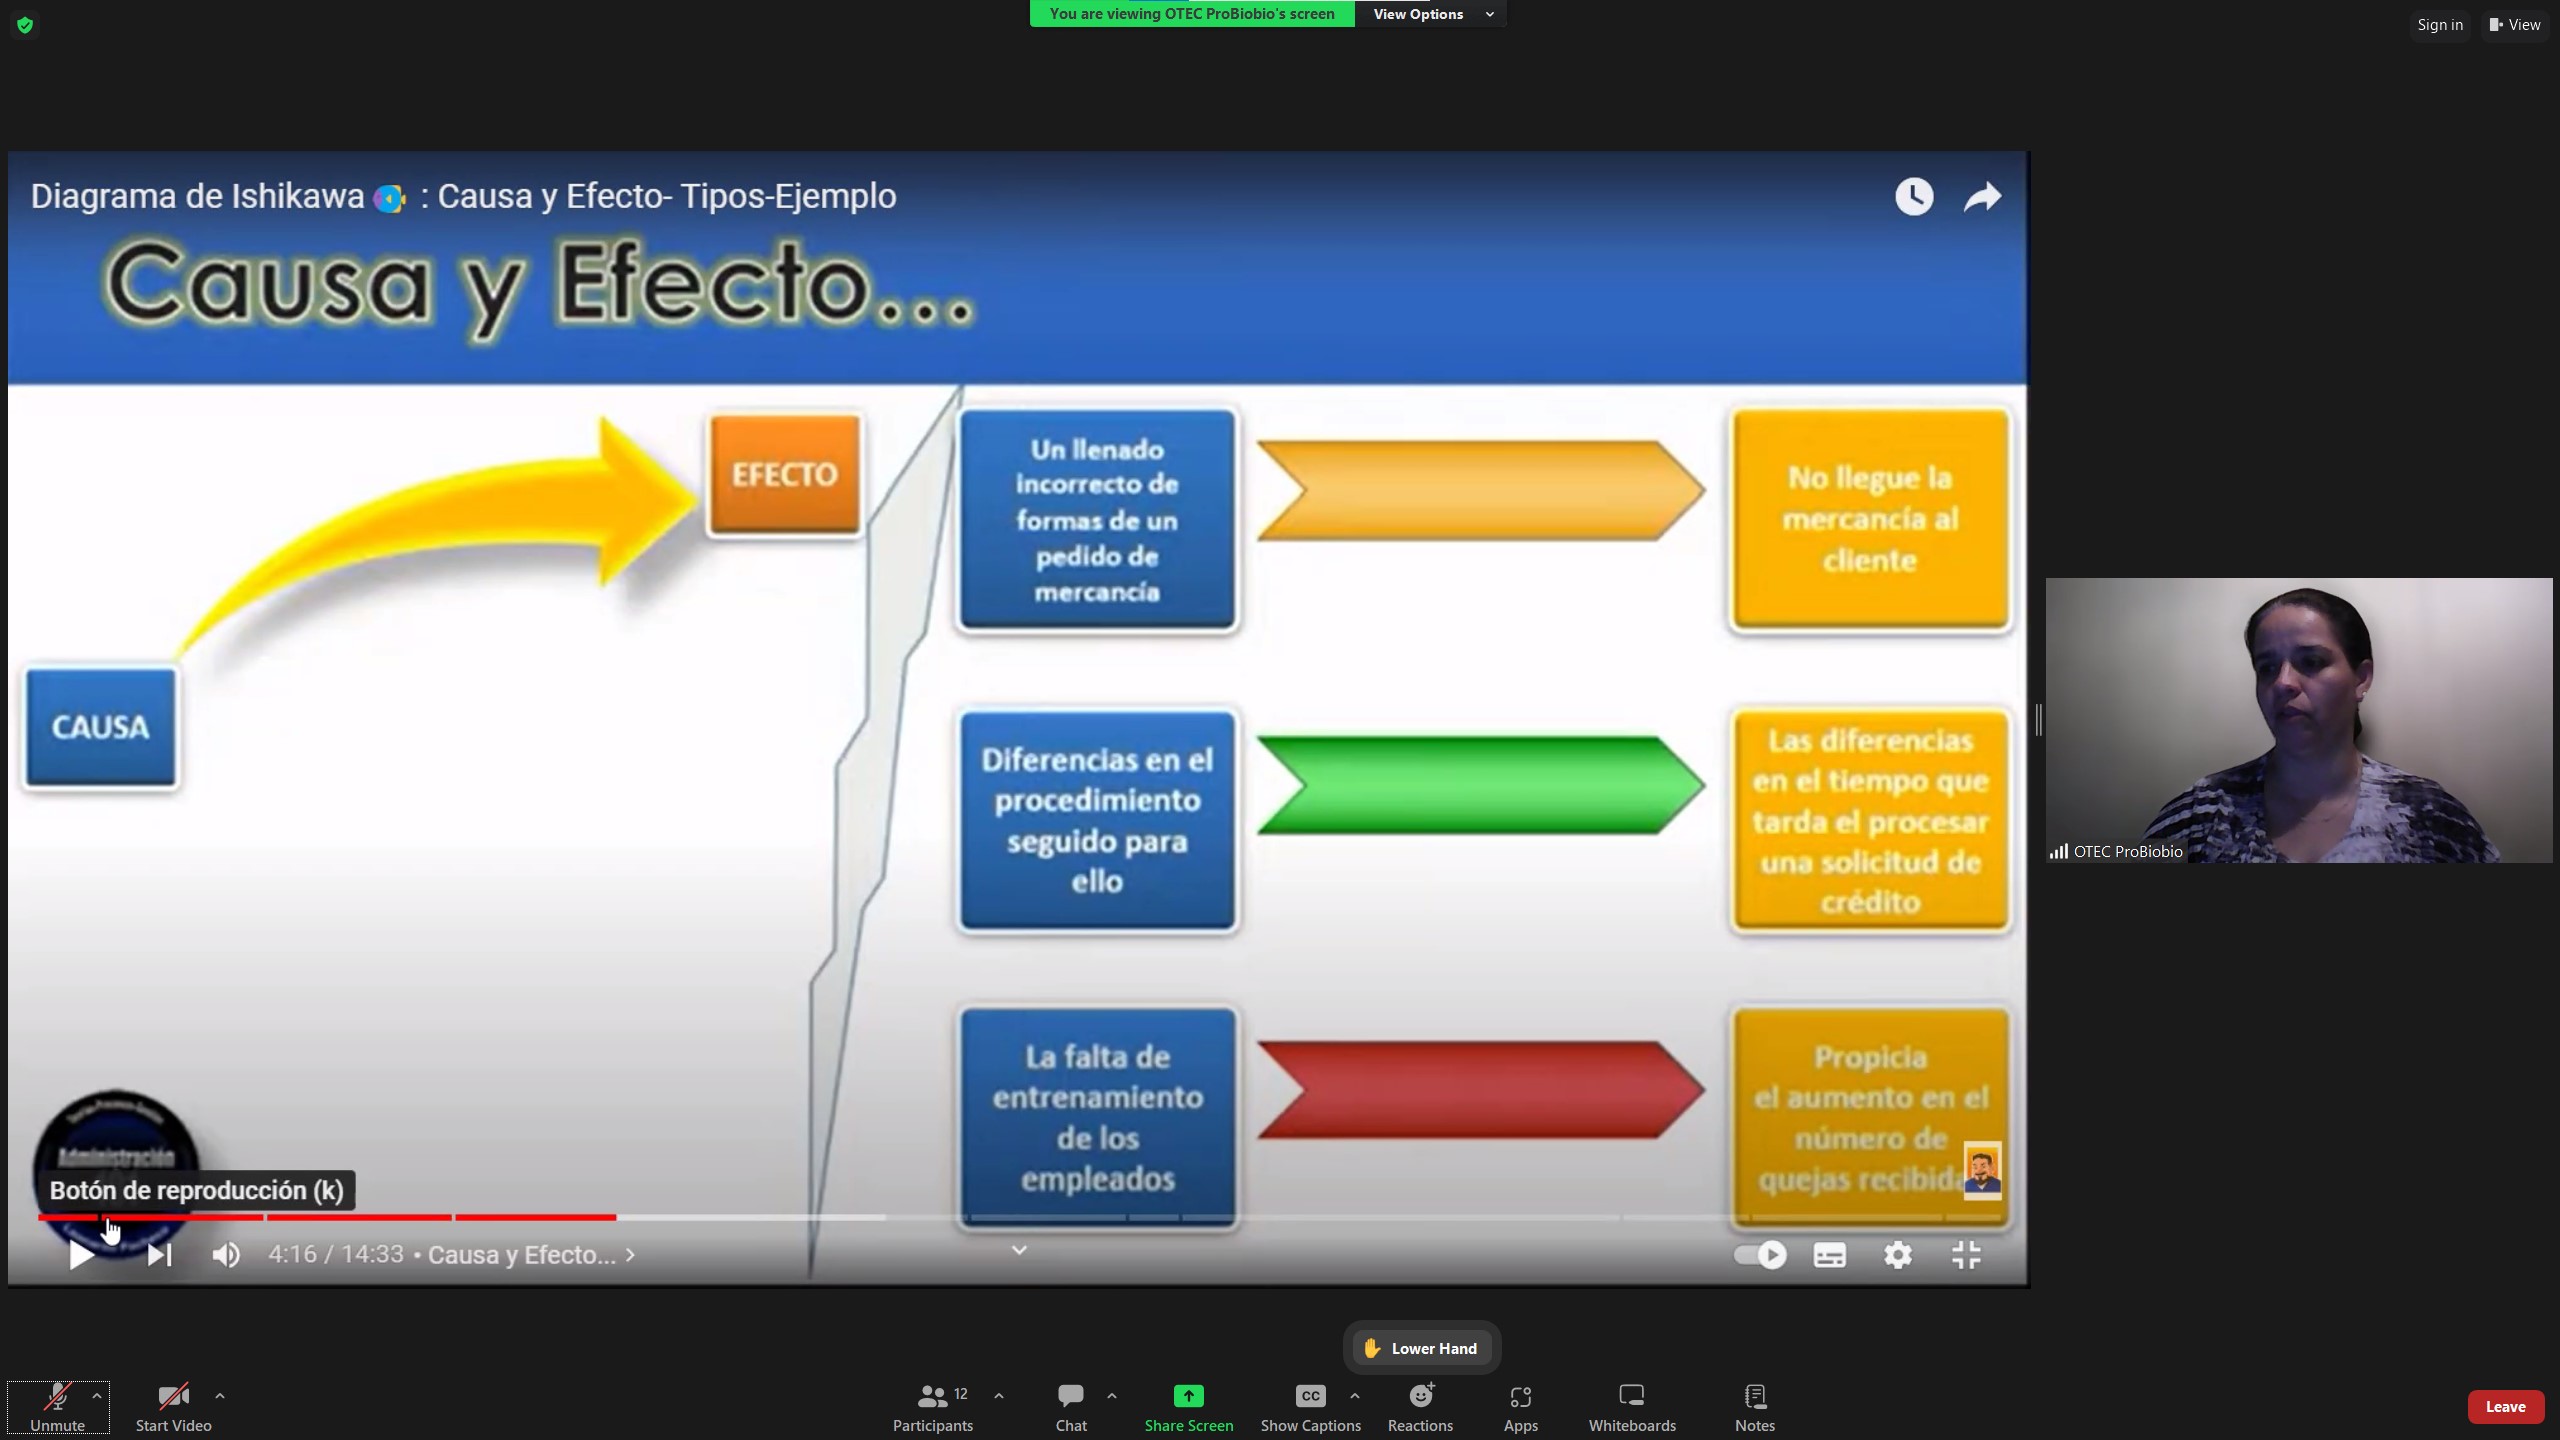 You are viewing OTEC ProBiobio's screen
View Options
Sign in
View
Diagrama de Ishikawa : Causa y Efecto- Tipos-Ejemplo
Causa y Efecto...
CAUSA
EFECTO
Un llenado
incorrecto de
formas de un
pedido de
mercancía
No llegue la
mercancía al
cliente
Diferencias en el
procedimiento
seguido para
ello
Las diferencias
en el tiempo que
tarda el procesar
una solicitud de
crédito
La falta de
entrenamiento
de los
empleados
Propicia
el aumento en el
número de
quejas
Administración
Botón de reproducción (k)
4:16 / 14:33 • Causa y Efecto...
OTEC ProBiobio
Lower Hand
Unmute
Start Video
12
Participants
Chat
Share Screen
CC
Show Captions
Reactions
Apps
Whiteboards
Notes
Leave